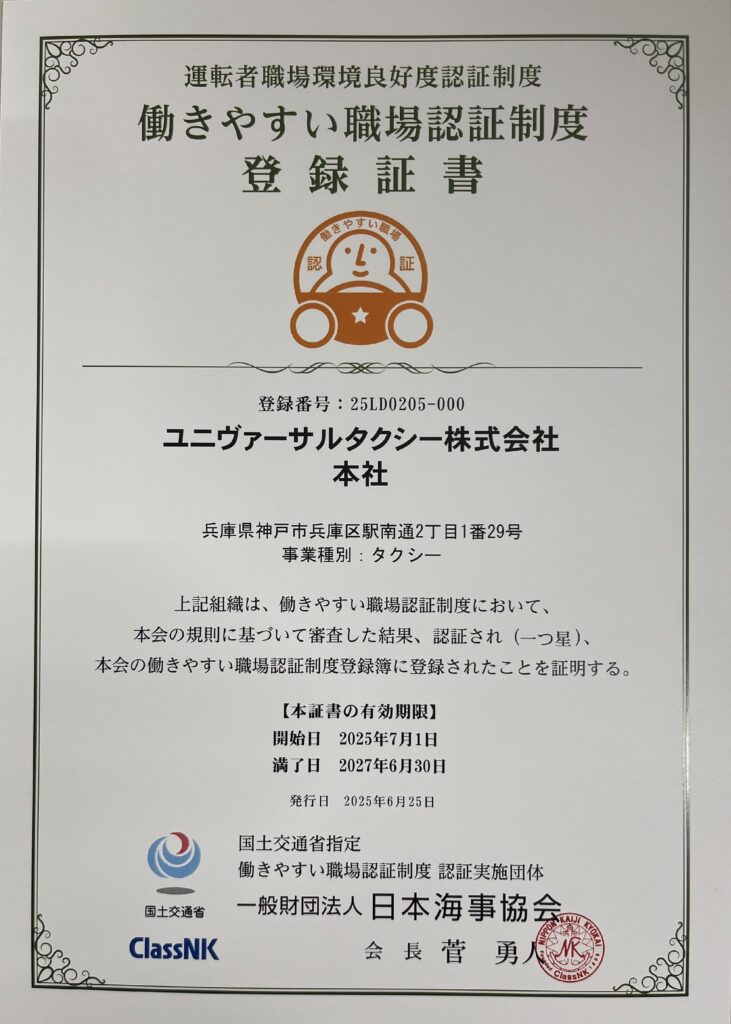 運転者職場環境良好度認証制度
働きやすい職場認証制度
登録証書
働きやすい職場
認 証
登録番号：25LD0205-000
ユニヴァーサルタクシー株式会社
本社
兵庫県神戸市兵庫区駅南通2丁目1番29号
事業種別：タクシー
上記組織は、働きやすい職場認証制度において、
本会の規則に基づいて審査した結果、認証され（一つ星）、
本会の働きやすい職場認証制度登録簿に登録されたことを証明する。
【本証書の有効期限】
開始日 2025年7月1日
満了日 2027年6月30日
発行日 2025年6月25日
国土交通省指定
働きやすい職場認証制度 認証実施団体
国土交通省
一般財団法人 日本海事協会
ClassNK
会長 菅 勇人
NIPPON KAIJI KYOKAI
NK
ClassNK